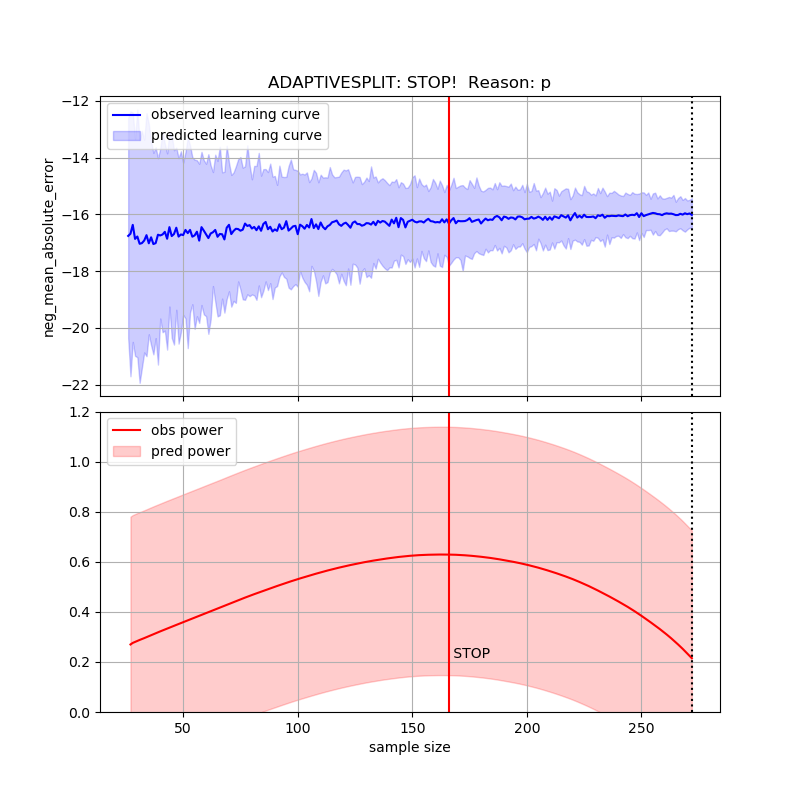 ADAPTIVESPLIT: STOP!  Reason: p
observed learning curve
predicted learning curve
neg_mean_absolute_error
−12
−14
−16
−18
−20
−22
obs power
pred power
1.2
1.0
0.8
0.6
0.4
0.2
0.0
STOP
50 100 150 200 250
sample size